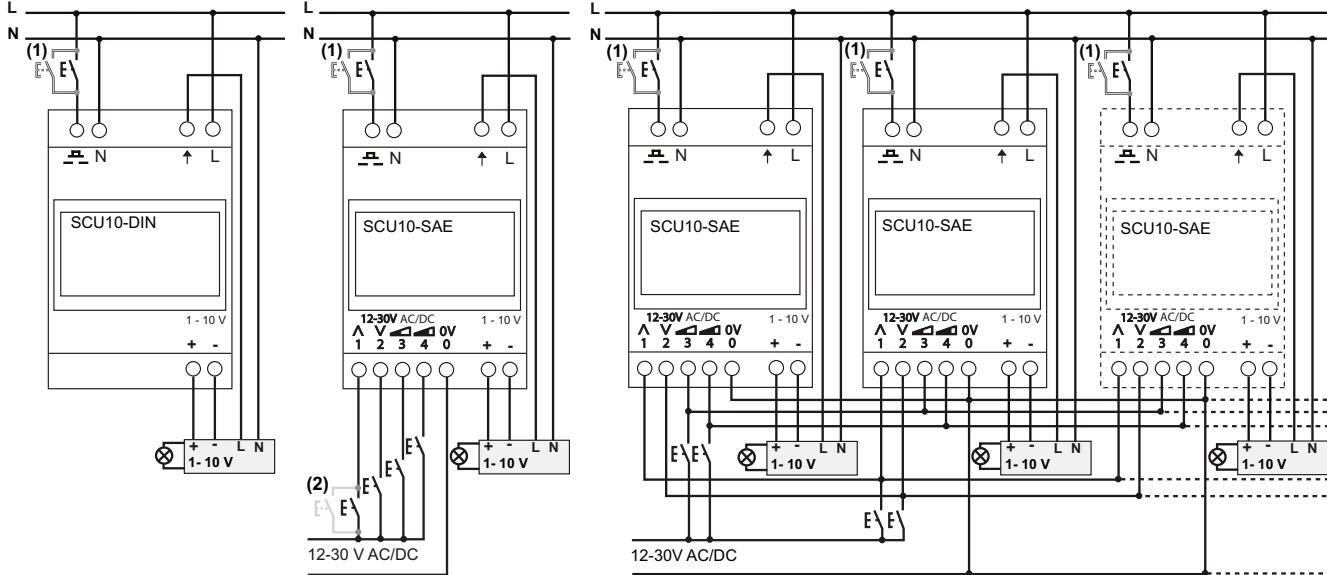 L
N
(1)
E
E
N
↑
L
SCU10-DIN
1 - 10 V
+ -
+ - L N
1- 10 V
L
N
(1)
E
E
N
↑
L
SCU10-SAE
12-30V AC/DC
1 - 10 V
0V
1 2 3 4 0
+ -
E
E
E
+ - L N
1- 10 V
(2)
E
E
12-30 V AC/DC
L
N
(1)
E
E
N
↑
L
SCU10-SAE
12-30V AC/DC
1 - 10 V
0V
1 2 3 4 0
+ -
E E
+ - L N
1- 10 V
(1)
E
E
N
↑
L
SCU10-SAE
12-30V AC/DC
1 - 10 V
0V
1 2 3 4 0
+ -
+ - L N
1- 10 V
E E
(1)
E
E
N
↑
L
SCU10-SAE
12-30V AC/DC
1 - 10 V
0V
1 2 3 4 0
+ -
+ - L N
1- 10 V
12-30V AC/DC